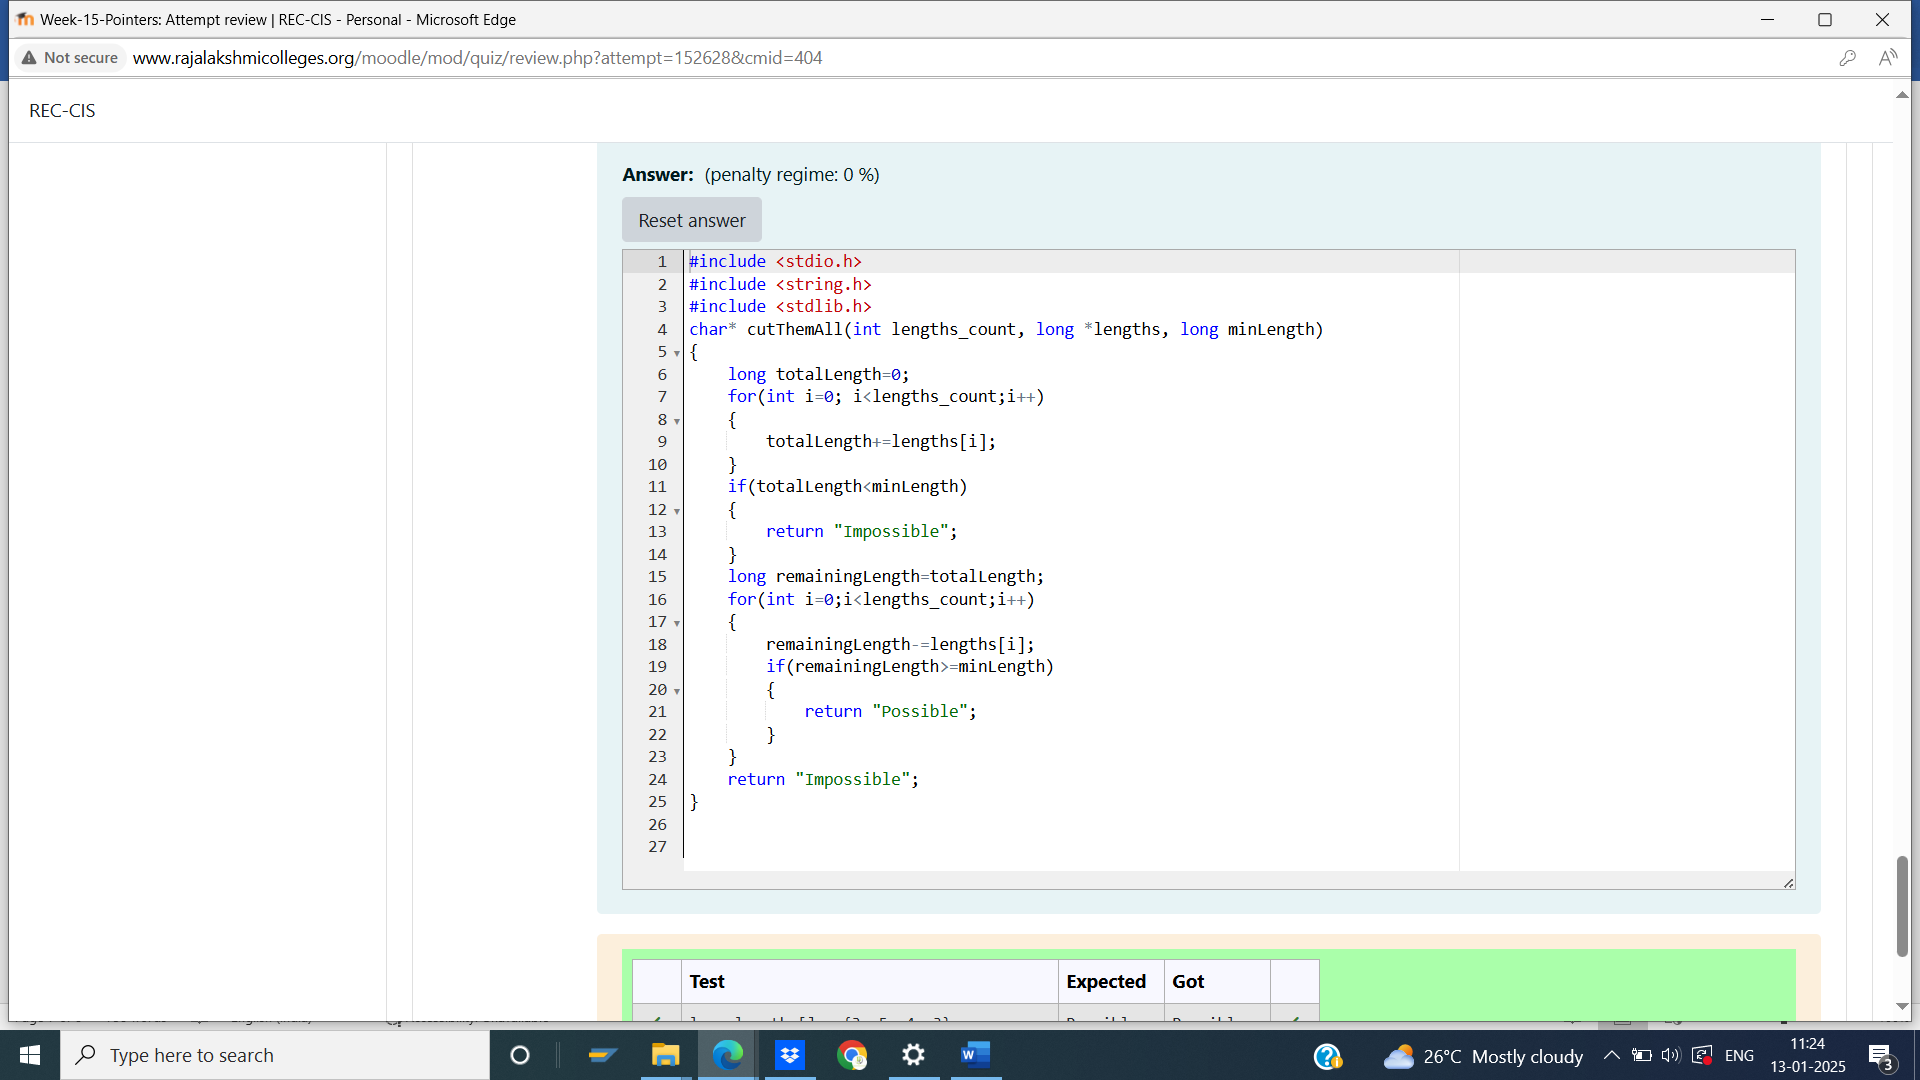 Week-15-Pointers: Attempt review | REC-CIS - Personal - Microsoft Edge
Not secure www.rajalakshmicolleges.org/moodle/mod/quiz/review.php?attempt=152628&cmid=404
REC-CIS
Answer: (penalty regime: 0 %)
Reset answer
1 #include <stdio.h>
2 #include <string.h>
3 #include <stdlib.h>
4 char* cutThemAll(int lengths_count, long *lengths, long minLength)
5 {
6     long totalLength=0;
7     for(int i=0; i<lengths_count;i++)
8     {
9         totalLength+=lengths[i];
10     }
11     if(totalLength<minLength)
12     {
13         return "Impossible";
14     }
15     long remainingLength=totalLength;
16     for(int i=0;i<lengths_count;i++)
17     {
18         remainingLength-=lengths[i];
19         if(remainingLength>=minLength)
20         {
21             return "Possible";
22         }
23     }
24     return "Impossible";
25 }
26
27
Test Expected Got
Type here to search
26°C Mostly cloudy
ENG
11:24
13-01-2025
3